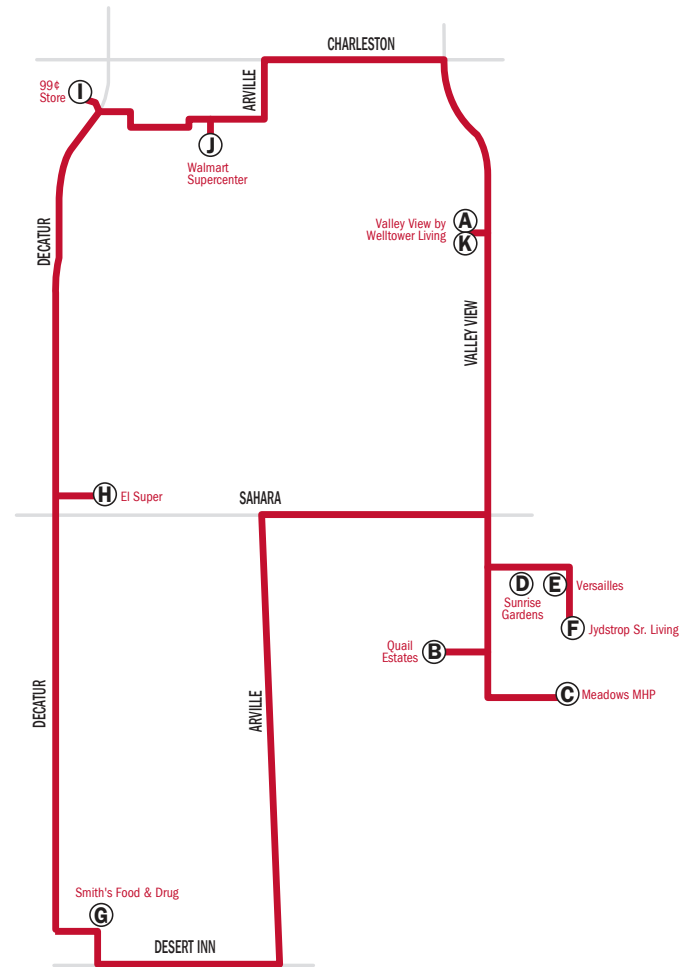 CHARLESTON
99¢
Store
I
ARVILLE
J
Walmart
Supercenter
DECATUR
Valley View by
Welltower Living
A
K
VALLEY VIEW
H
El Super
SAHARA
D
Sunrise
Gardens
E
Versailles
F
Jydstrop Sr. Living
Quail
Estates
B
C
Meadows MHP
DECATUR
ARVILLE
Smith's Food & Drug
G
DESERT INN